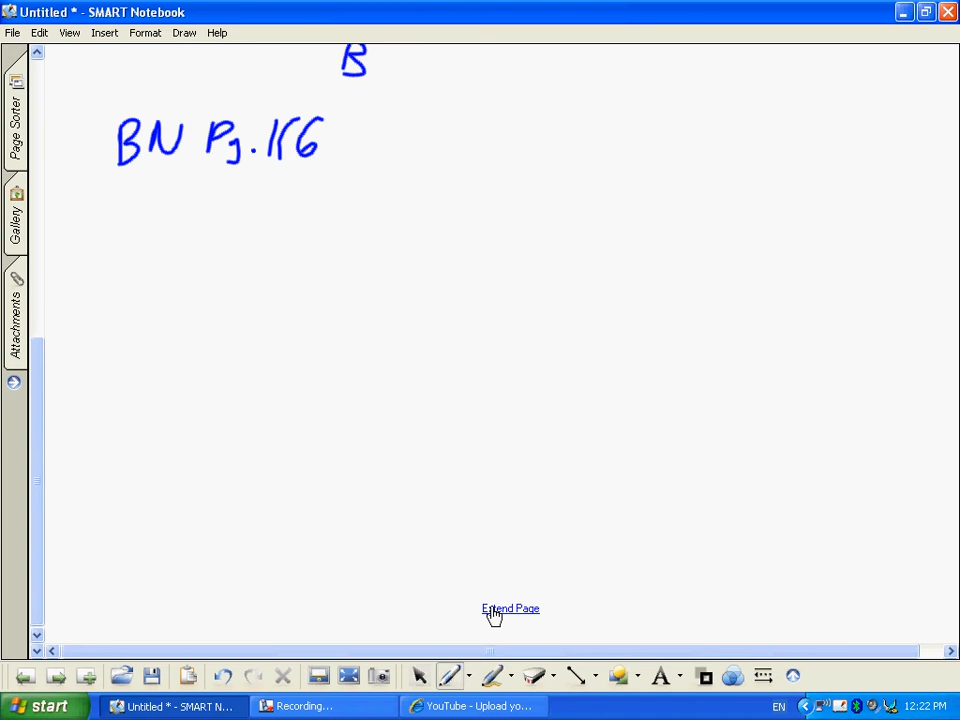 Untitled * - SMART Notebook
File Edit View Insert Format Draw Help
Page Sorter
Gallery
Attachments
B
BN Pg. 156
Extend Page
start
Untitled * - SMART N...
Recording...
YouTube - Upload yo...
EN
12:22 PM